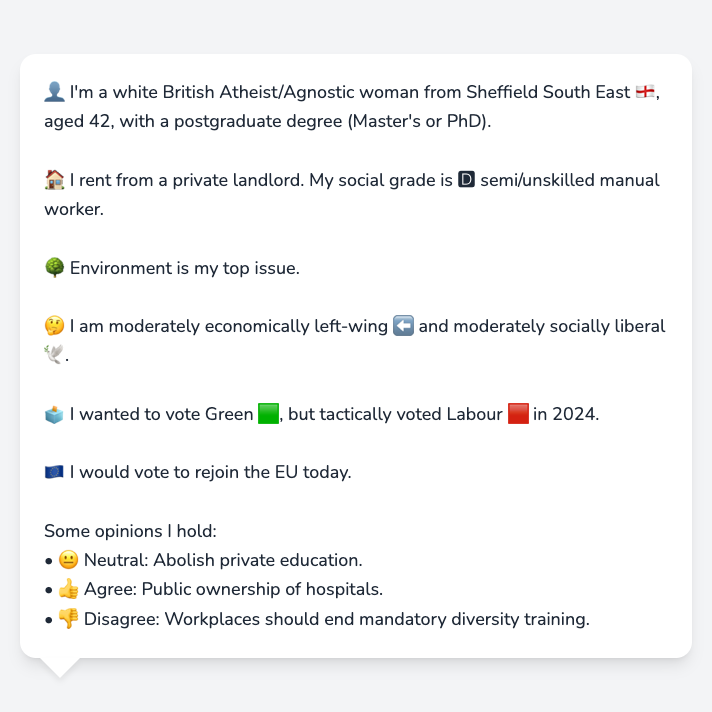 👤 I'm a white British Atheist/Agnostic woman from Sheffield South East 🏴󠁧󠁢󠁥󠁮󠁧󠁿,
aged 42, with a postgraduate degree (Master's or PhD).
🏠 I rent from a private landlord. My social grade is 🄳 semi/unskilled manual
worker.
🌳 Environment is my top issue.
🤔 I am moderately economically left-wing ⬅️ and moderately socially liberal
🕊️.
🗳️ I wanted to vote Green 🟩, but tactically voted Labour 🟥 in 2024.
🇪🇺 I would vote to rejoin the EU today.
Some opinions I hold:
• 😐 Neutral: Abolish private education.
• 👍 Agree: Public ownership of hospitals.
• 👎 Disagree: Workplaces should end mandatory diversity training.